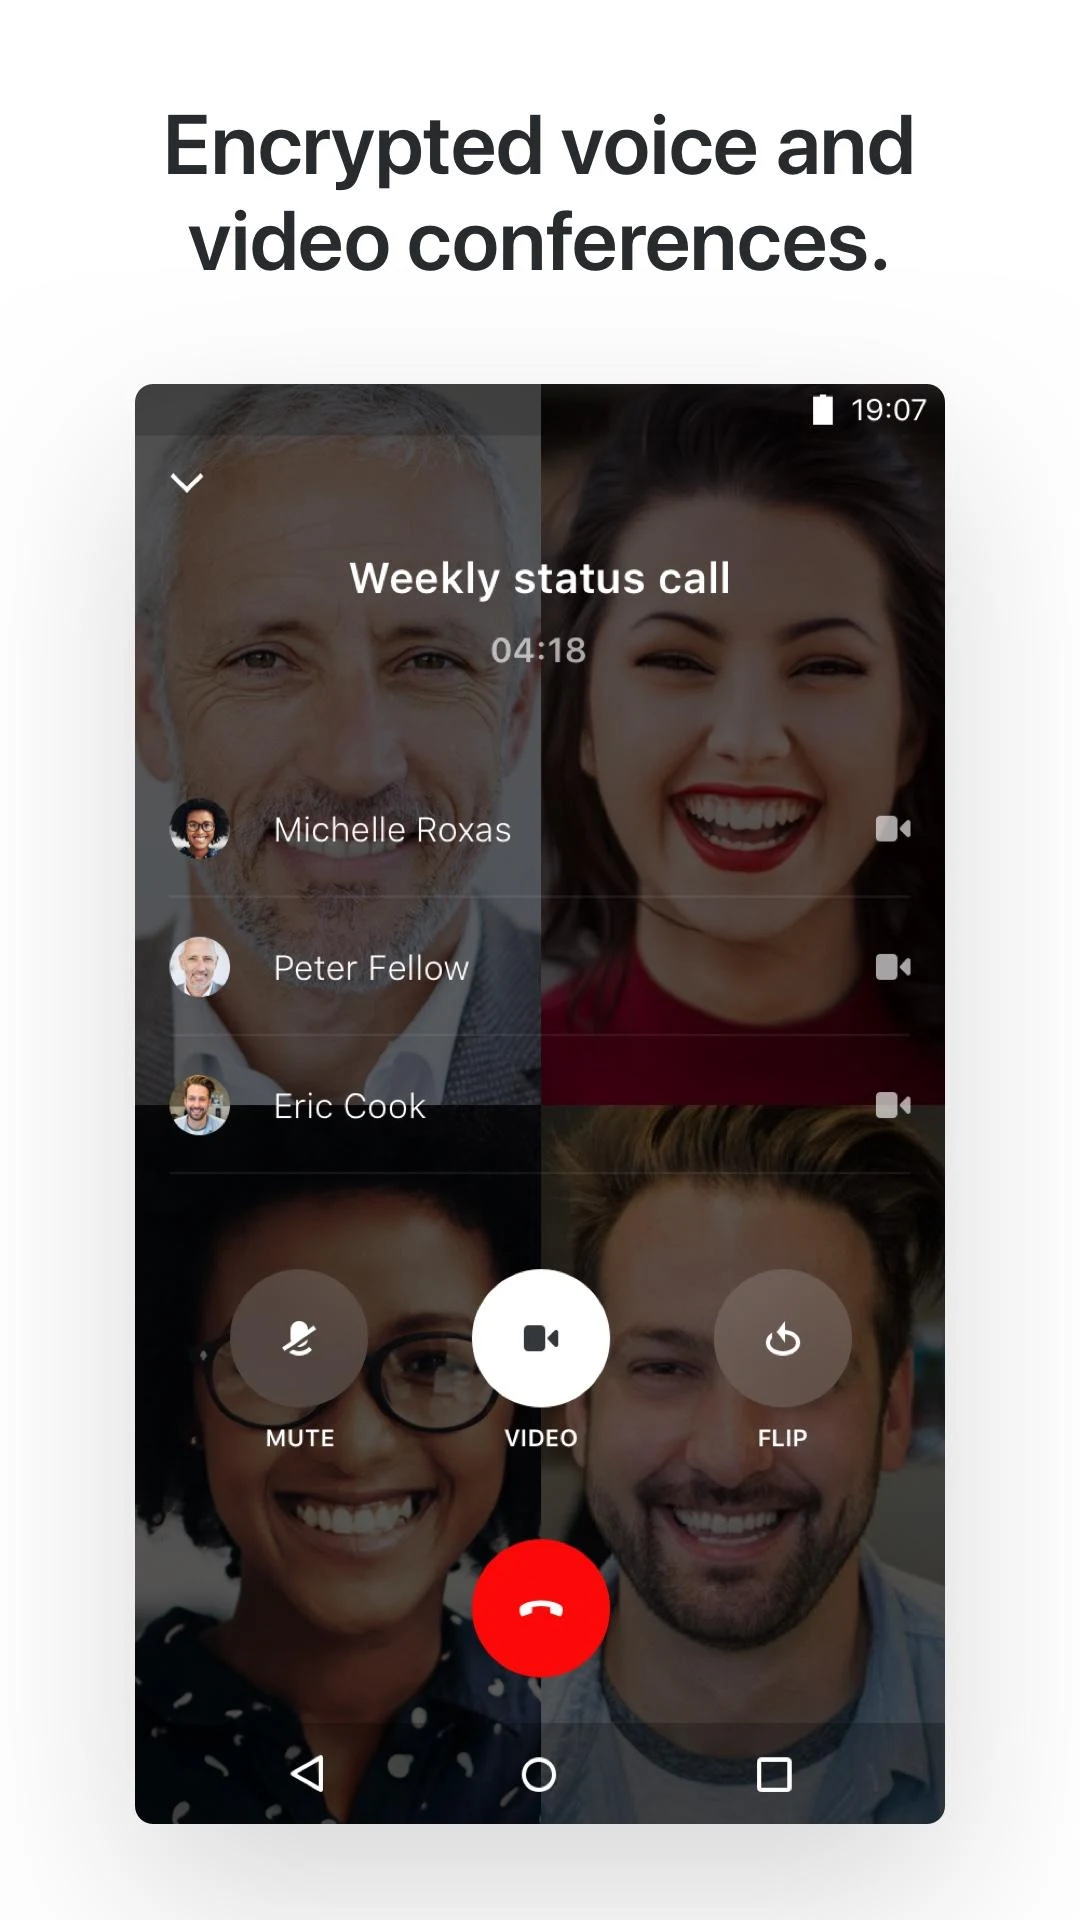 Encrypted voice and
video conferences.
19:07
Weekly status call
04:18
Michelle Roxas
Peter Fellow
Eric Cook
MUTE VIDEO FLIP